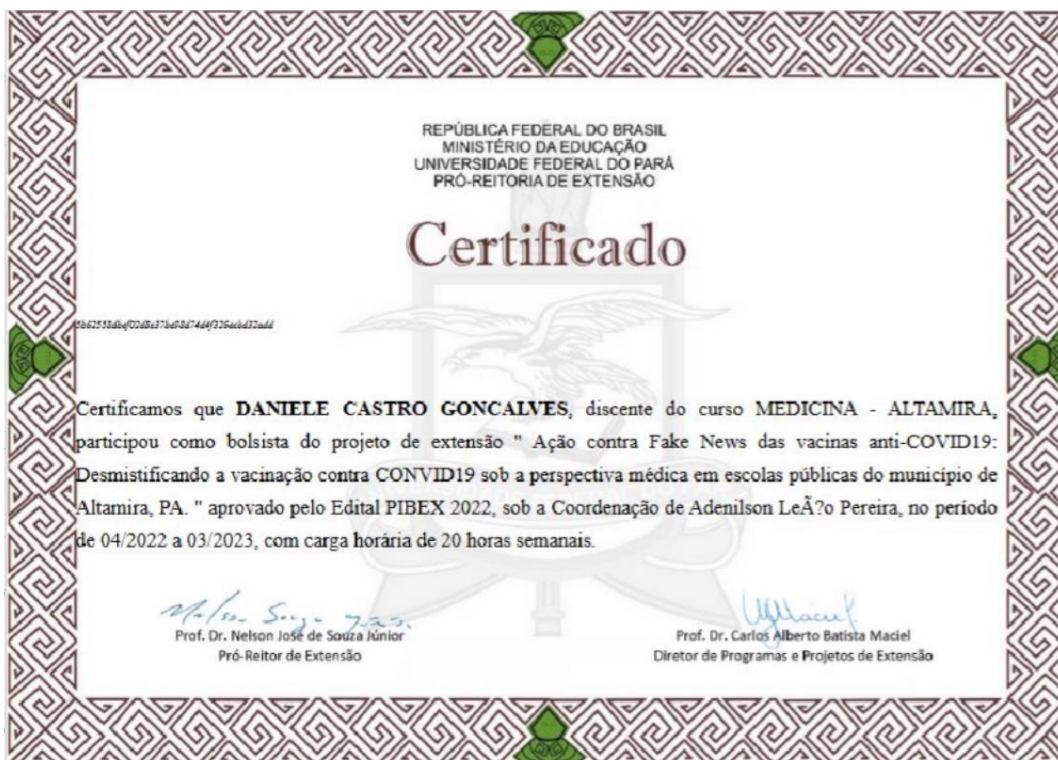 REPÚBLICA FEDERAL DO BRASIL
MINISTÉRIO DA EDUCAÇÃO
UNIVERSIDADE FEDERAL DO PARÁ
PRÓ-REITORIA DE EXTENSÃO
Certificado
Certificamos que DANIELE CASTRO GONCALVES, discente do curso MEDICINA - ALTAMIRA,
participou como bolsista do projeto de extensão " Ação contra Fake News das vacinas anti-COVID19:
Desmistificando a vacinação contra CONVID19 sob a perspectiva médica em escolas públicas do município de
Altamira, PA. " aprovado pelo Edital PIBEX 2022, sob a Coordenação de Adenilson LeÃ?o Pereira, no período
de 04/2022 a 03/2023, com carga horária de 20 horas semanais.
Prof. Dr. Nelson José de Souza Júnior
Pró-Reitor de Extensão
Prof. Dr. Carlos Alberto Batista Maciel
Diretor de Programas e Projetos de Extensão